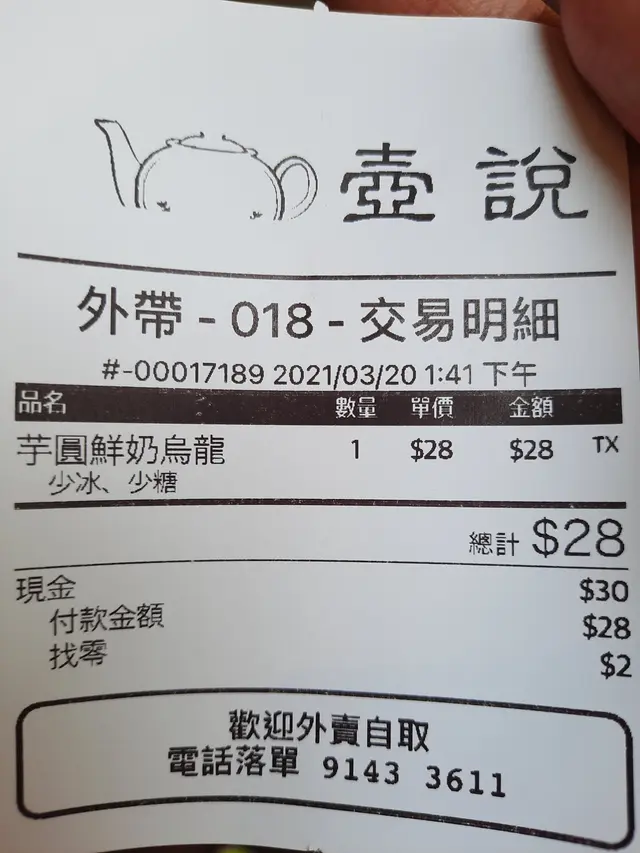 壺說
外帶 - 018 - 交易明細
#-00017189 2021/03/20 1:41 下午
品名 數量 單價 金額
芋圓鮮奶烏龍 1 $28 $28 TX
少冰、少糖
總計 $28
現金 $30
付款金額 $28
找零 $2
歡迎外賣自取
電話落單 9143 3611